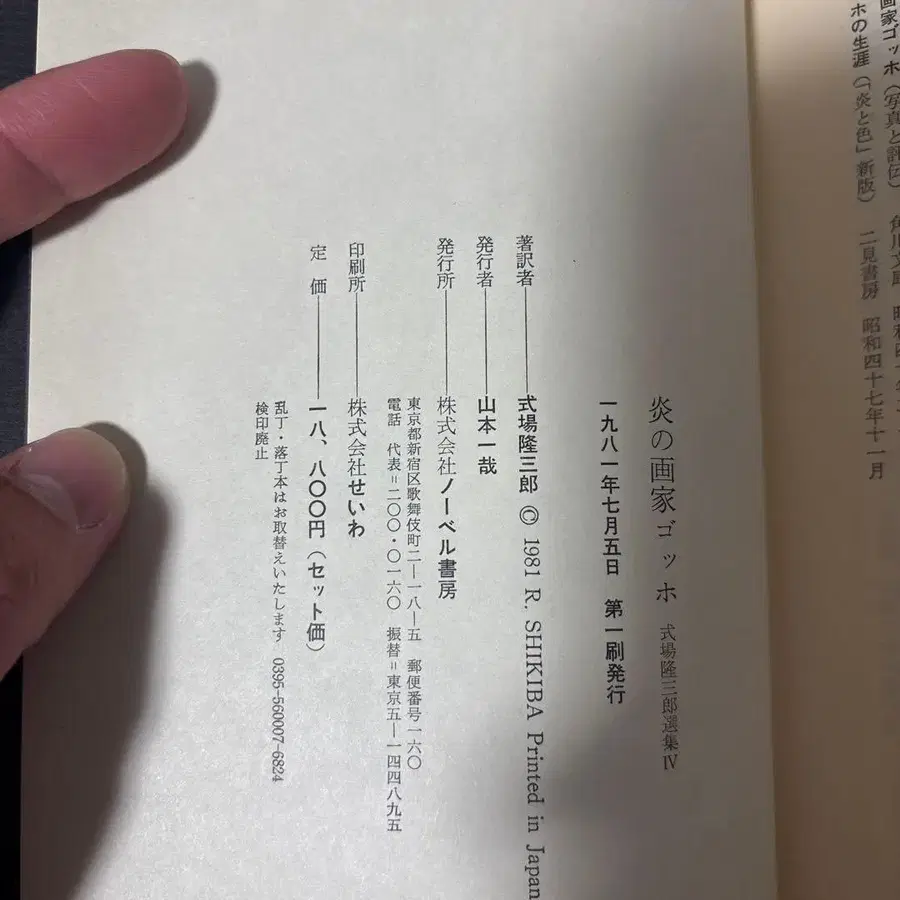 画家ゴッホ(写真と評伝) 角川文庫 昭和四十年
ホの生涯(「炎と色」新版) 二見書房 昭和四十七年十一月
炎の画家ゴッホ 式場隆三郎選集Ⅳ
一九八一年七月五日 第一刷発行
著訳者――式場隆三郎 © 1981 R. SHIKIBA Printed in Japan
発行者――山本一哉
発行所――株式会社ノーベル書房
東京都新宿区歌舞伎町二―一八―五 郵便番号一六〇
電話 代表=二〇〇・〇一六〇 振替=東京五―一四四八九五
印刷所――株式会社せいわ
定 価――一八、八〇〇円(セット価)
乱丁・落丁本はお取替えいたします 0395-560007-6824
検印廃止